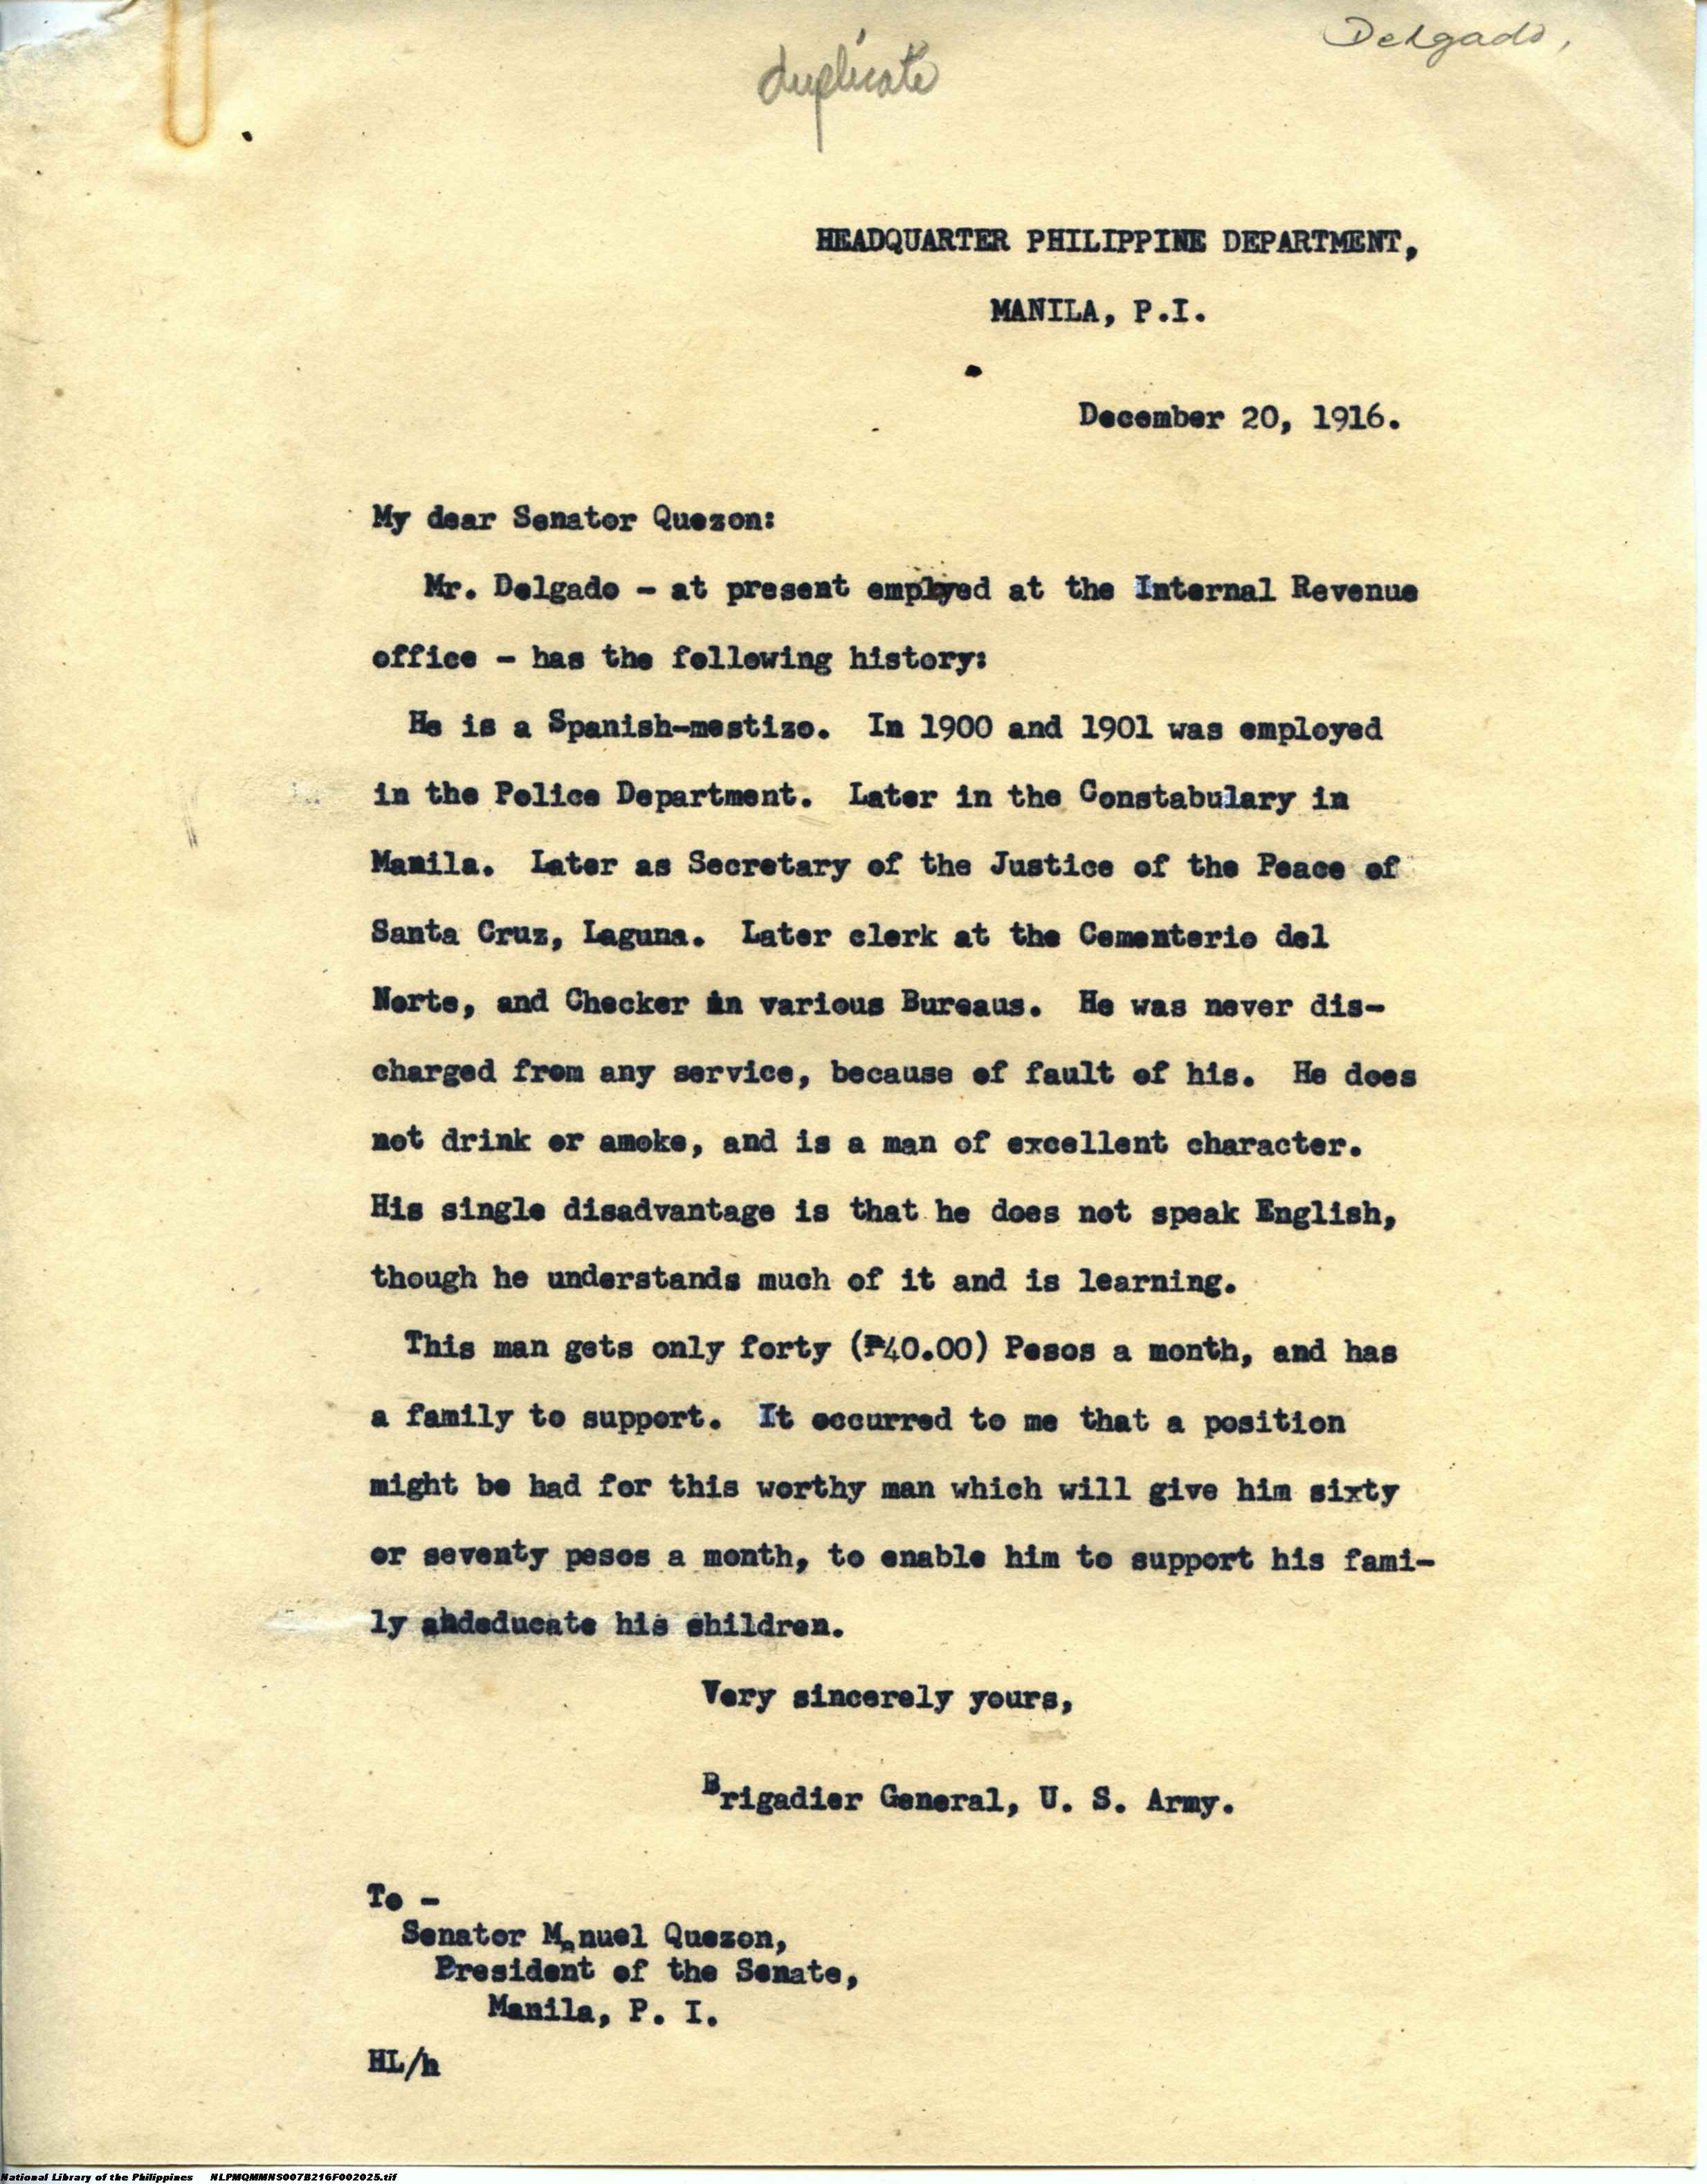 Delgado,
duplicate
HEADQUARTER PHILIPPINE DEPARTMENT,
MANILA, P.I.
December 20, 1916.
My dear Senator Quezon:
Mr. Delgado - at present emplyed at the Internal Revenue
office - has the following history:
He is a Spanish-mestizo. In 1900 and 1901 was employed
in the Police Department. Later in the Constabulary in
Manila. Later as Secretary of the Justice of the Peace of
Santa Cruz, Laguna. Later clerk at the Cementerio del
Norte, and Checker in various Bureaus. He was never dis-
charged from any service, because of fault of his. He does
not drink or amoke, and is a man of excellent character.
His single disadvantage is that he does not speak English,
though he understands much of it and is learning.
This man gets only forty (₱40.00) Pesos a month, and has
a family to support. It occurred to me that a position
might be had for this worthy man which will give him sixty
or seventy pesos a month, to enable him to support his fami-
ly andeducate his children.
Very sincerely yours,
Brigadier General, U. S. Army.
To -
Senator Manuel Quezon,
President of the Senate,
Manila, P. I.
HL/h
National Library of the Philippines NLPMQMMNS007B216F002025.tif